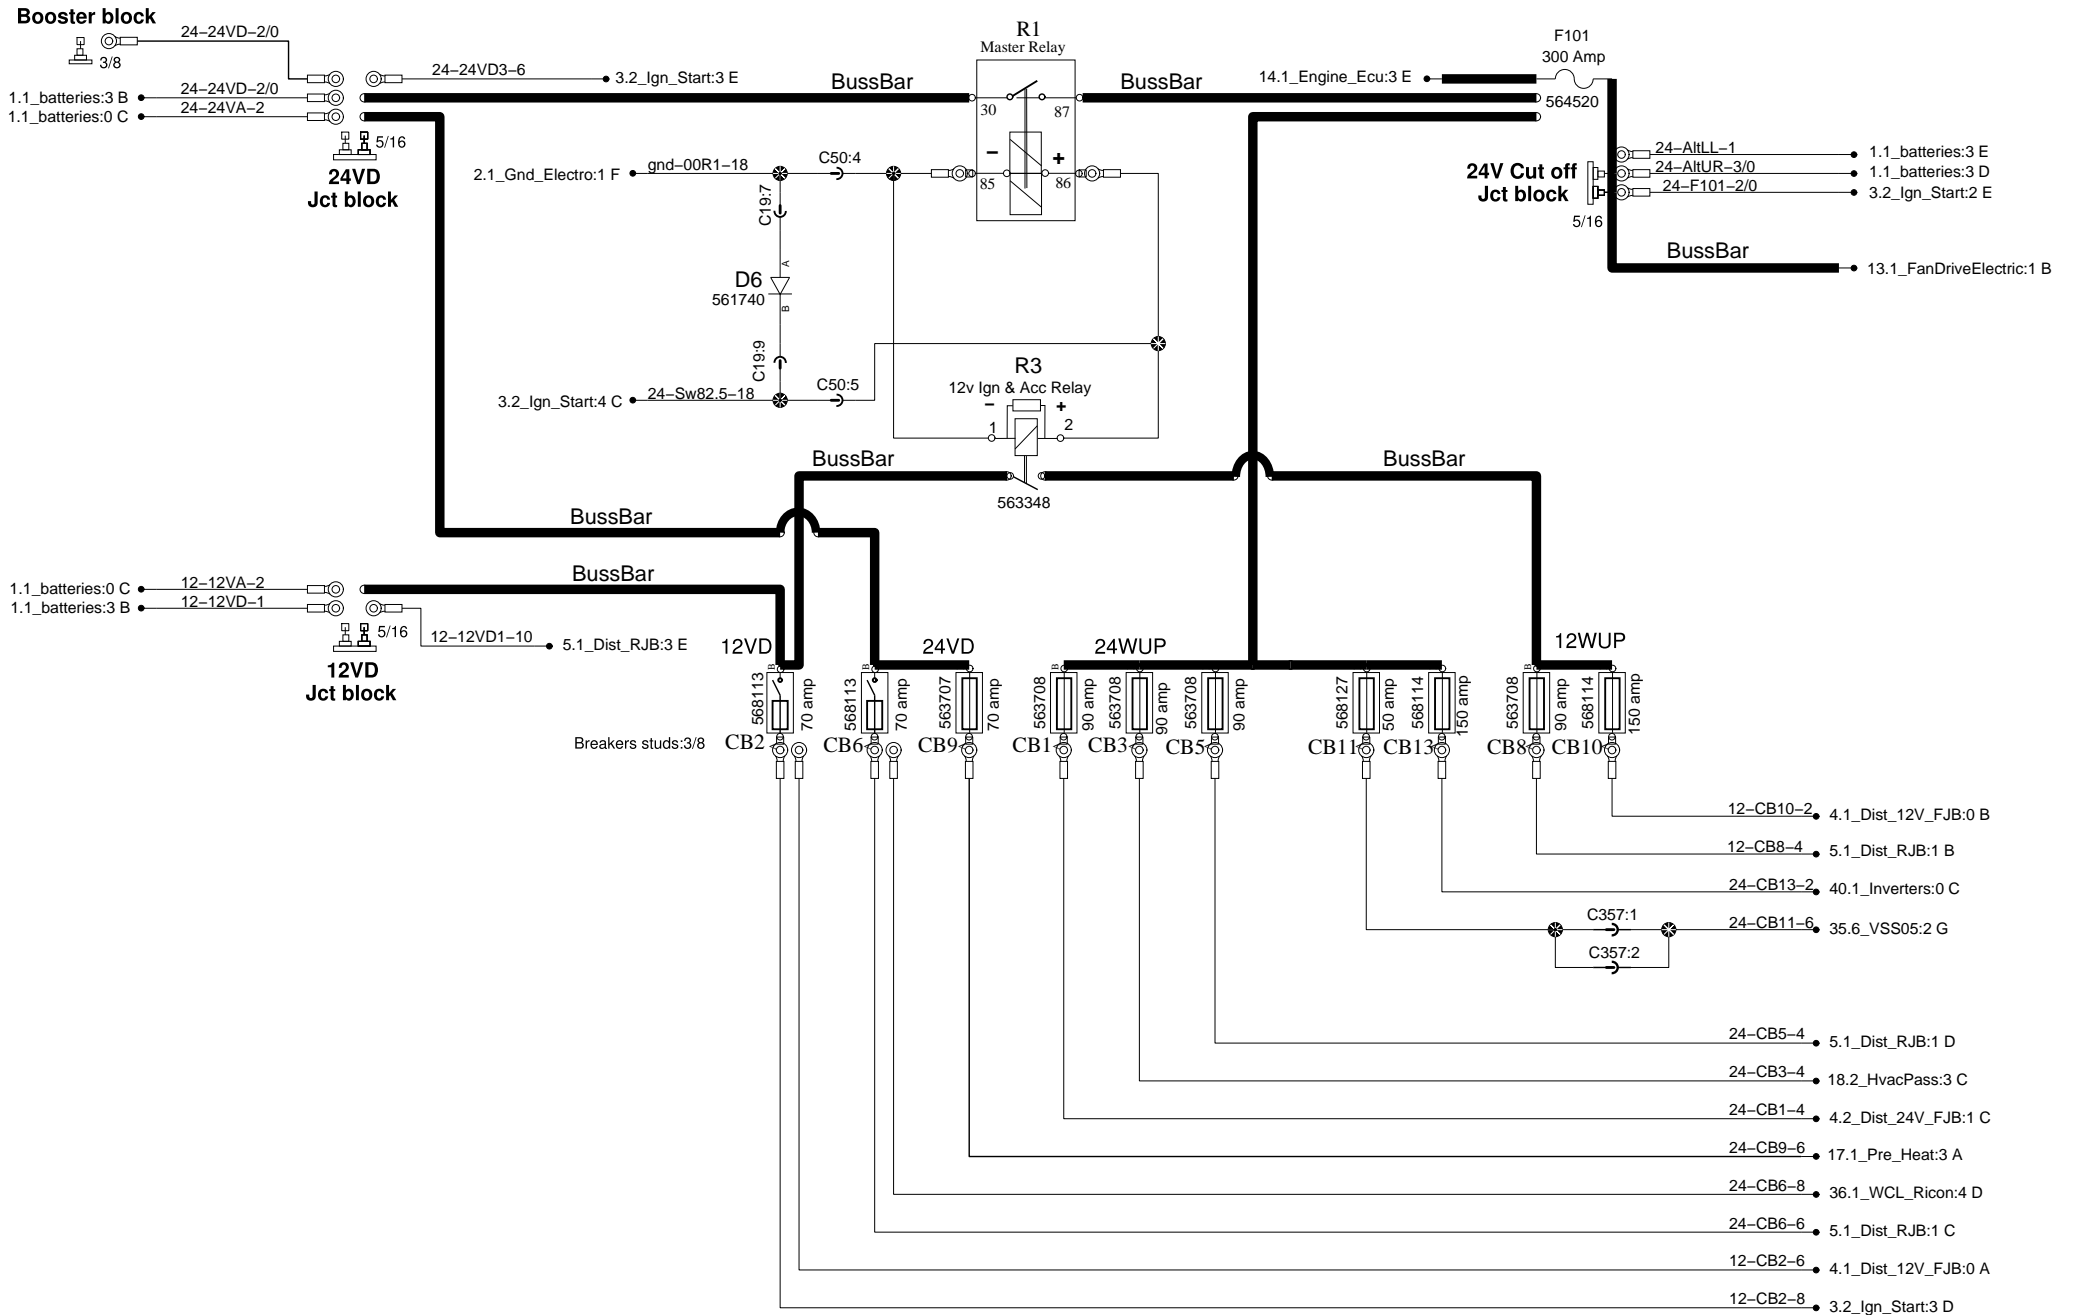 Booster block
24–24VD–2/0
3/8
24–24VD3–6
3.2_Ign_Start:3 E
1.1_batteries:3 B
24–24VD–2/0
1.1_batteries:0 C
24–24VA–2
5/16
24VD
Jct block
BussBar
R1
Master Relay
30
87
–
+
85
86
BussBar
14.1_Engine_Ecu:3 E
F101
300 Amp
564520
24–AltLL–1
1.1_batteries:3 E
24–AltUR–3/0
1.1_batteries:3 D
24–F101–2/0
3.2_Ign_Start:2 E
24V Cut off
Jct block
5/16
BussBar
13.1_FanDriveElectric:1 B
2.1_Gnd_Electro:1 F
gnd–00R1–18
C50:4
C19:7
A
D6
561740
B
C19:9
3.2_Ign_Start:4 C
24–Sw82.5–18
C50:5
R3
12v Ign & Acc Relay
–
+
1
2
563348
BussBar
BussBar
BussBar
BussBar
1.1_batteries:0 C
12–12VA–2
1.1_batteries:3 B
12–12VD–1
5/16
12–12VD1–10
5.1_Dist_RJB:3 E
12VD
Jct block
12VD
24VD
24WUP
12WUP
B
568113
70 amp
B
568113
70 amp
563707
70 amp
B
563708
90 amp
563708
90 amp
563708
90 amp
568127
50 amp
568114
150 amp
B
563708
90 amp
568114
150 amp
Breakers studs:3/8
CB2
CB6
CB9
CB1
CB3
CB5
CB11
CB13
CB8
CB10
12–CB10–2
4.1_Dist_12V_FJB:0 B
12–CB8–4
5.1_Dist_RJB:1 B
24–CB13–2
40.1_Inverters:0 C
C357:1
24–CB11–6
35.6_VSS05:2 G
C357:2
24–CB5–4
5.1_Dist_RJB:1 D
24–CB3–4
18.2_HvacPass:3 C
24–CB1–4
4.2_Dist_24V_FJB:1 C
24–CB9–6
17.1_Pre_Heat:3 A
24–CB6–8
36.1_WCL_Ricon:4 D
24–CB6–6
5.1_Dist_RJB:1 C
12–CB2–6
4.1_Dist_12V_FJB:0 A
12–CB2–8
3.2_Ign_Start:3 D